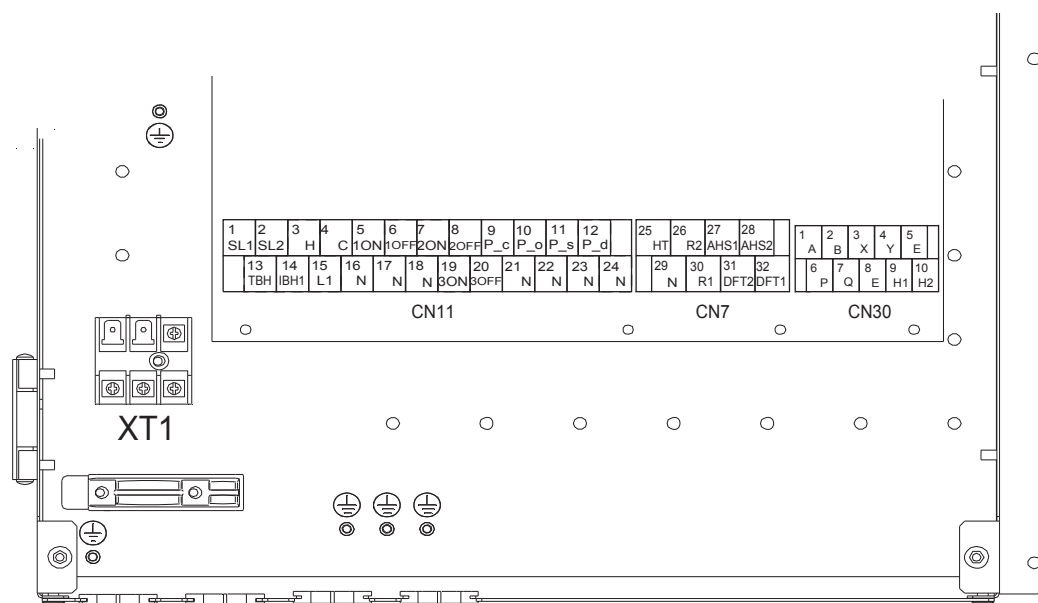 1 2 3 4 5 6 7 8 9 10 11 12
SL1 SL2 H C 1ON 1OFF 2ON 2OFF P_c P_o P_s P_d
13 14 15 16 17 18 19 20 21 22 23 24
TBH IBH1 L1 N N N 3ON 3OFF N N N N
CN11
25 26 27 28
HT R2 AHS1 AHS2
29 30 31 32
N R1 DFT2 DFT1
CN7
1 2 3 4 5
A B X Y E
6 7 8 9 10
P Q E H1 H2
CN30
XT1